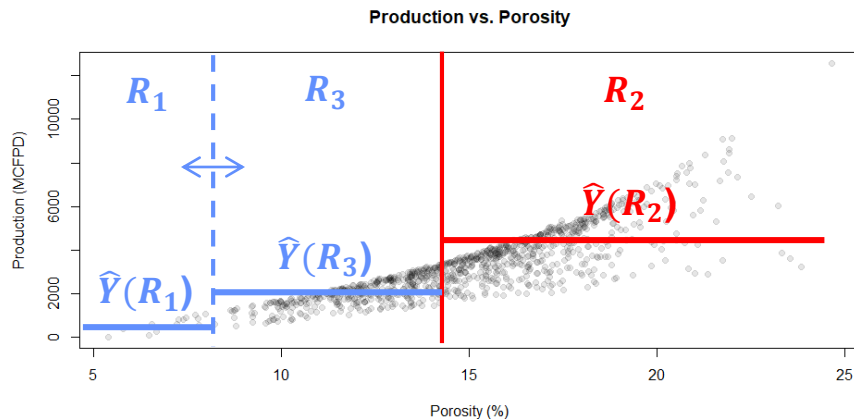 Production vs. Porosity
R₁ R₃ R₂
Production (MCFPD)
0 2000 6000 10000
Ŷ(R₁) Ŷ(R₃) Ŷ(R₂)
5 10 15 20 25
Porosity (%)